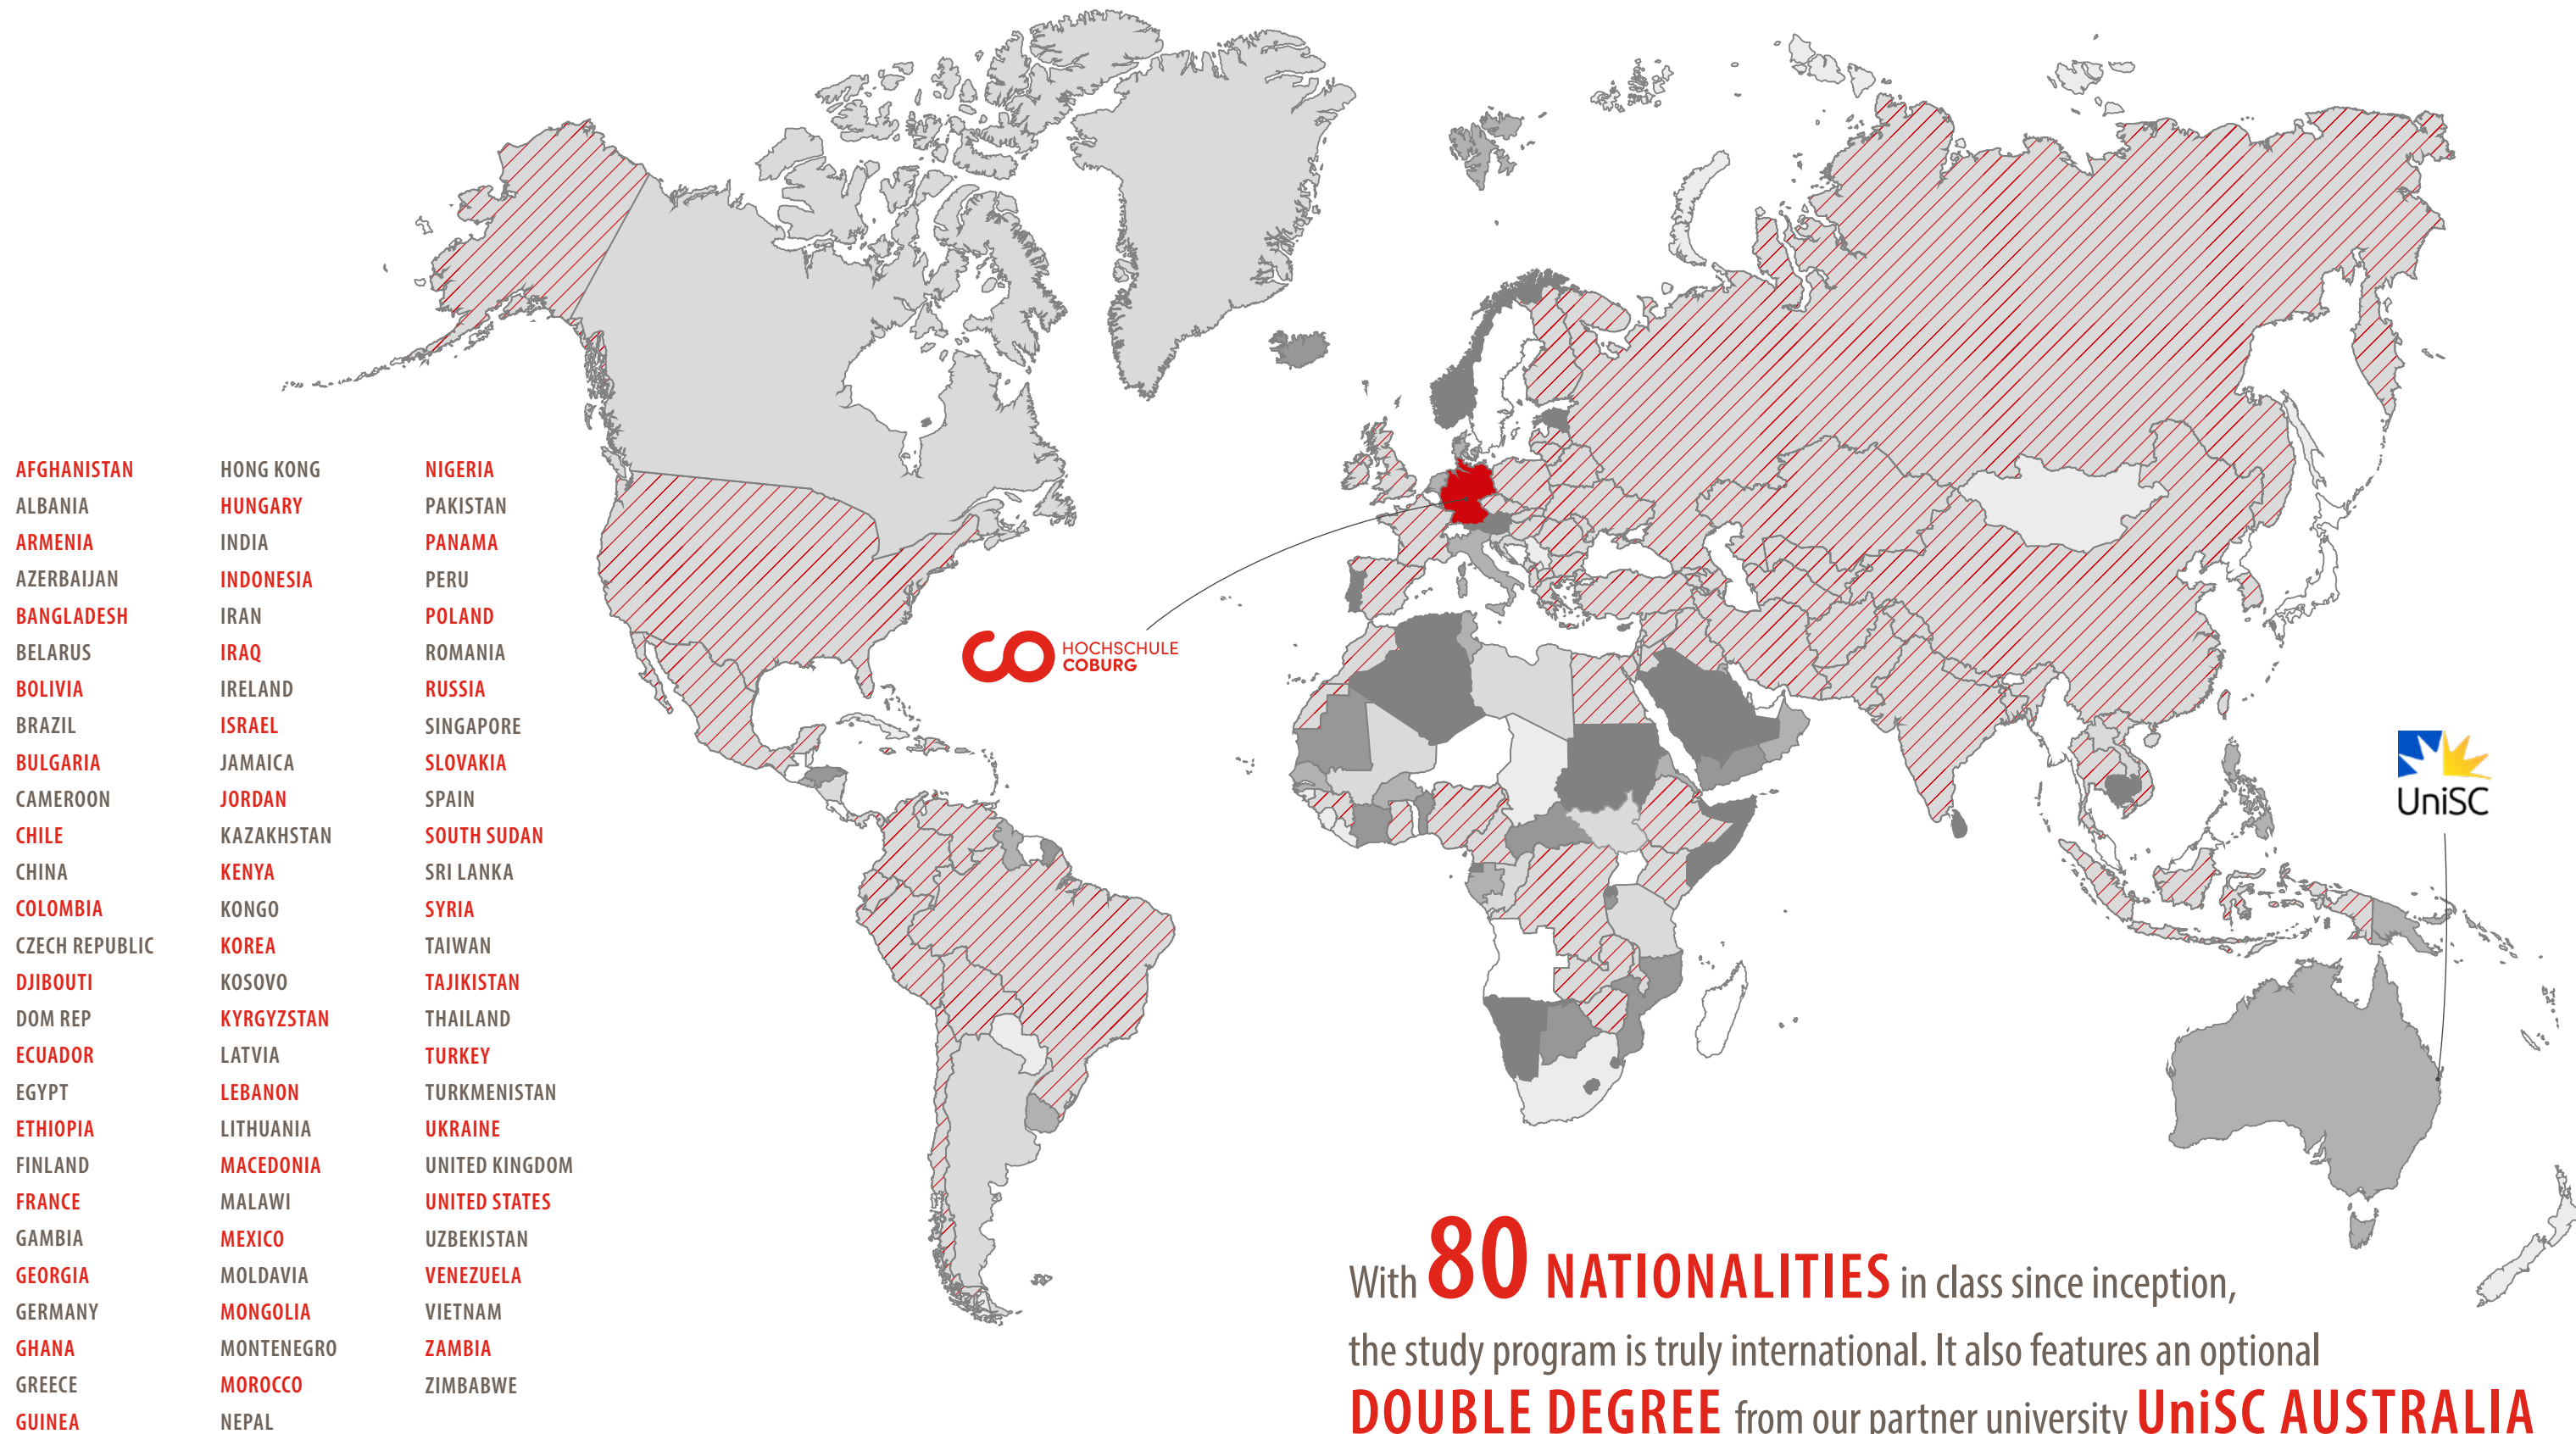 AFGHANISTAN
ALBANIA
ARMENIA
AZERBAIJAN
BANGLADESH
BELARUS
BOLIVIA
BRAZIL
BULGARIA
CAMEROON
CHILE
CHINA
COLOMBIA
CZECH REPUBLIC
DJIBOUTI
DOM REP
ECUADOR
EGYPT
ETHIOPIA
FINLAND
FRANCE
GAMBIA
GEORGIA
GERMANY
GHANA
GREECE
GUINEA
HONG KONG
HUNGARY
INDIA
INDONESIA
IRAN
IRAQ
IRELAND
ISRAEL
JAMAICA
JORDAN
KAZAKHSTAN
KENYA
KONGO
KOREA
KOSOVO
KYRGYZSTAN
LATVIA
LEBANON
LITHUANIA
MACEDONIA
MALAWI
MEXICO
MOLDAVIA
MONGOLIA
MONTENEGRO
MOROCCO
NEPAL
NIGERIA
PAKISTAN
PANAMA
PERU
POLAND
ROMANIA
RUSSIA
SINGAPORE
SLOVAKIA
SPAIN
SOUTH SUDAN
SRI LANKA
SYRIA
TAIWAN
TAJIKISTAN
THAILAND
TURKEY
TURKMENISTAN
UKRAINE
UNITED KINGDOM
UNITED STATES
UZBEKISTAN
VENEZUELA
VIETNAM
ZAMBIA
ZIMBABWE
CO HOCHSCHULE
COBURG
UniSC
With 80 NATIONALITIES in class since inception,
the study program is truly international. It also features an optional
DOUBLE DEGREE from our partner university UniSC AUSTRALIA